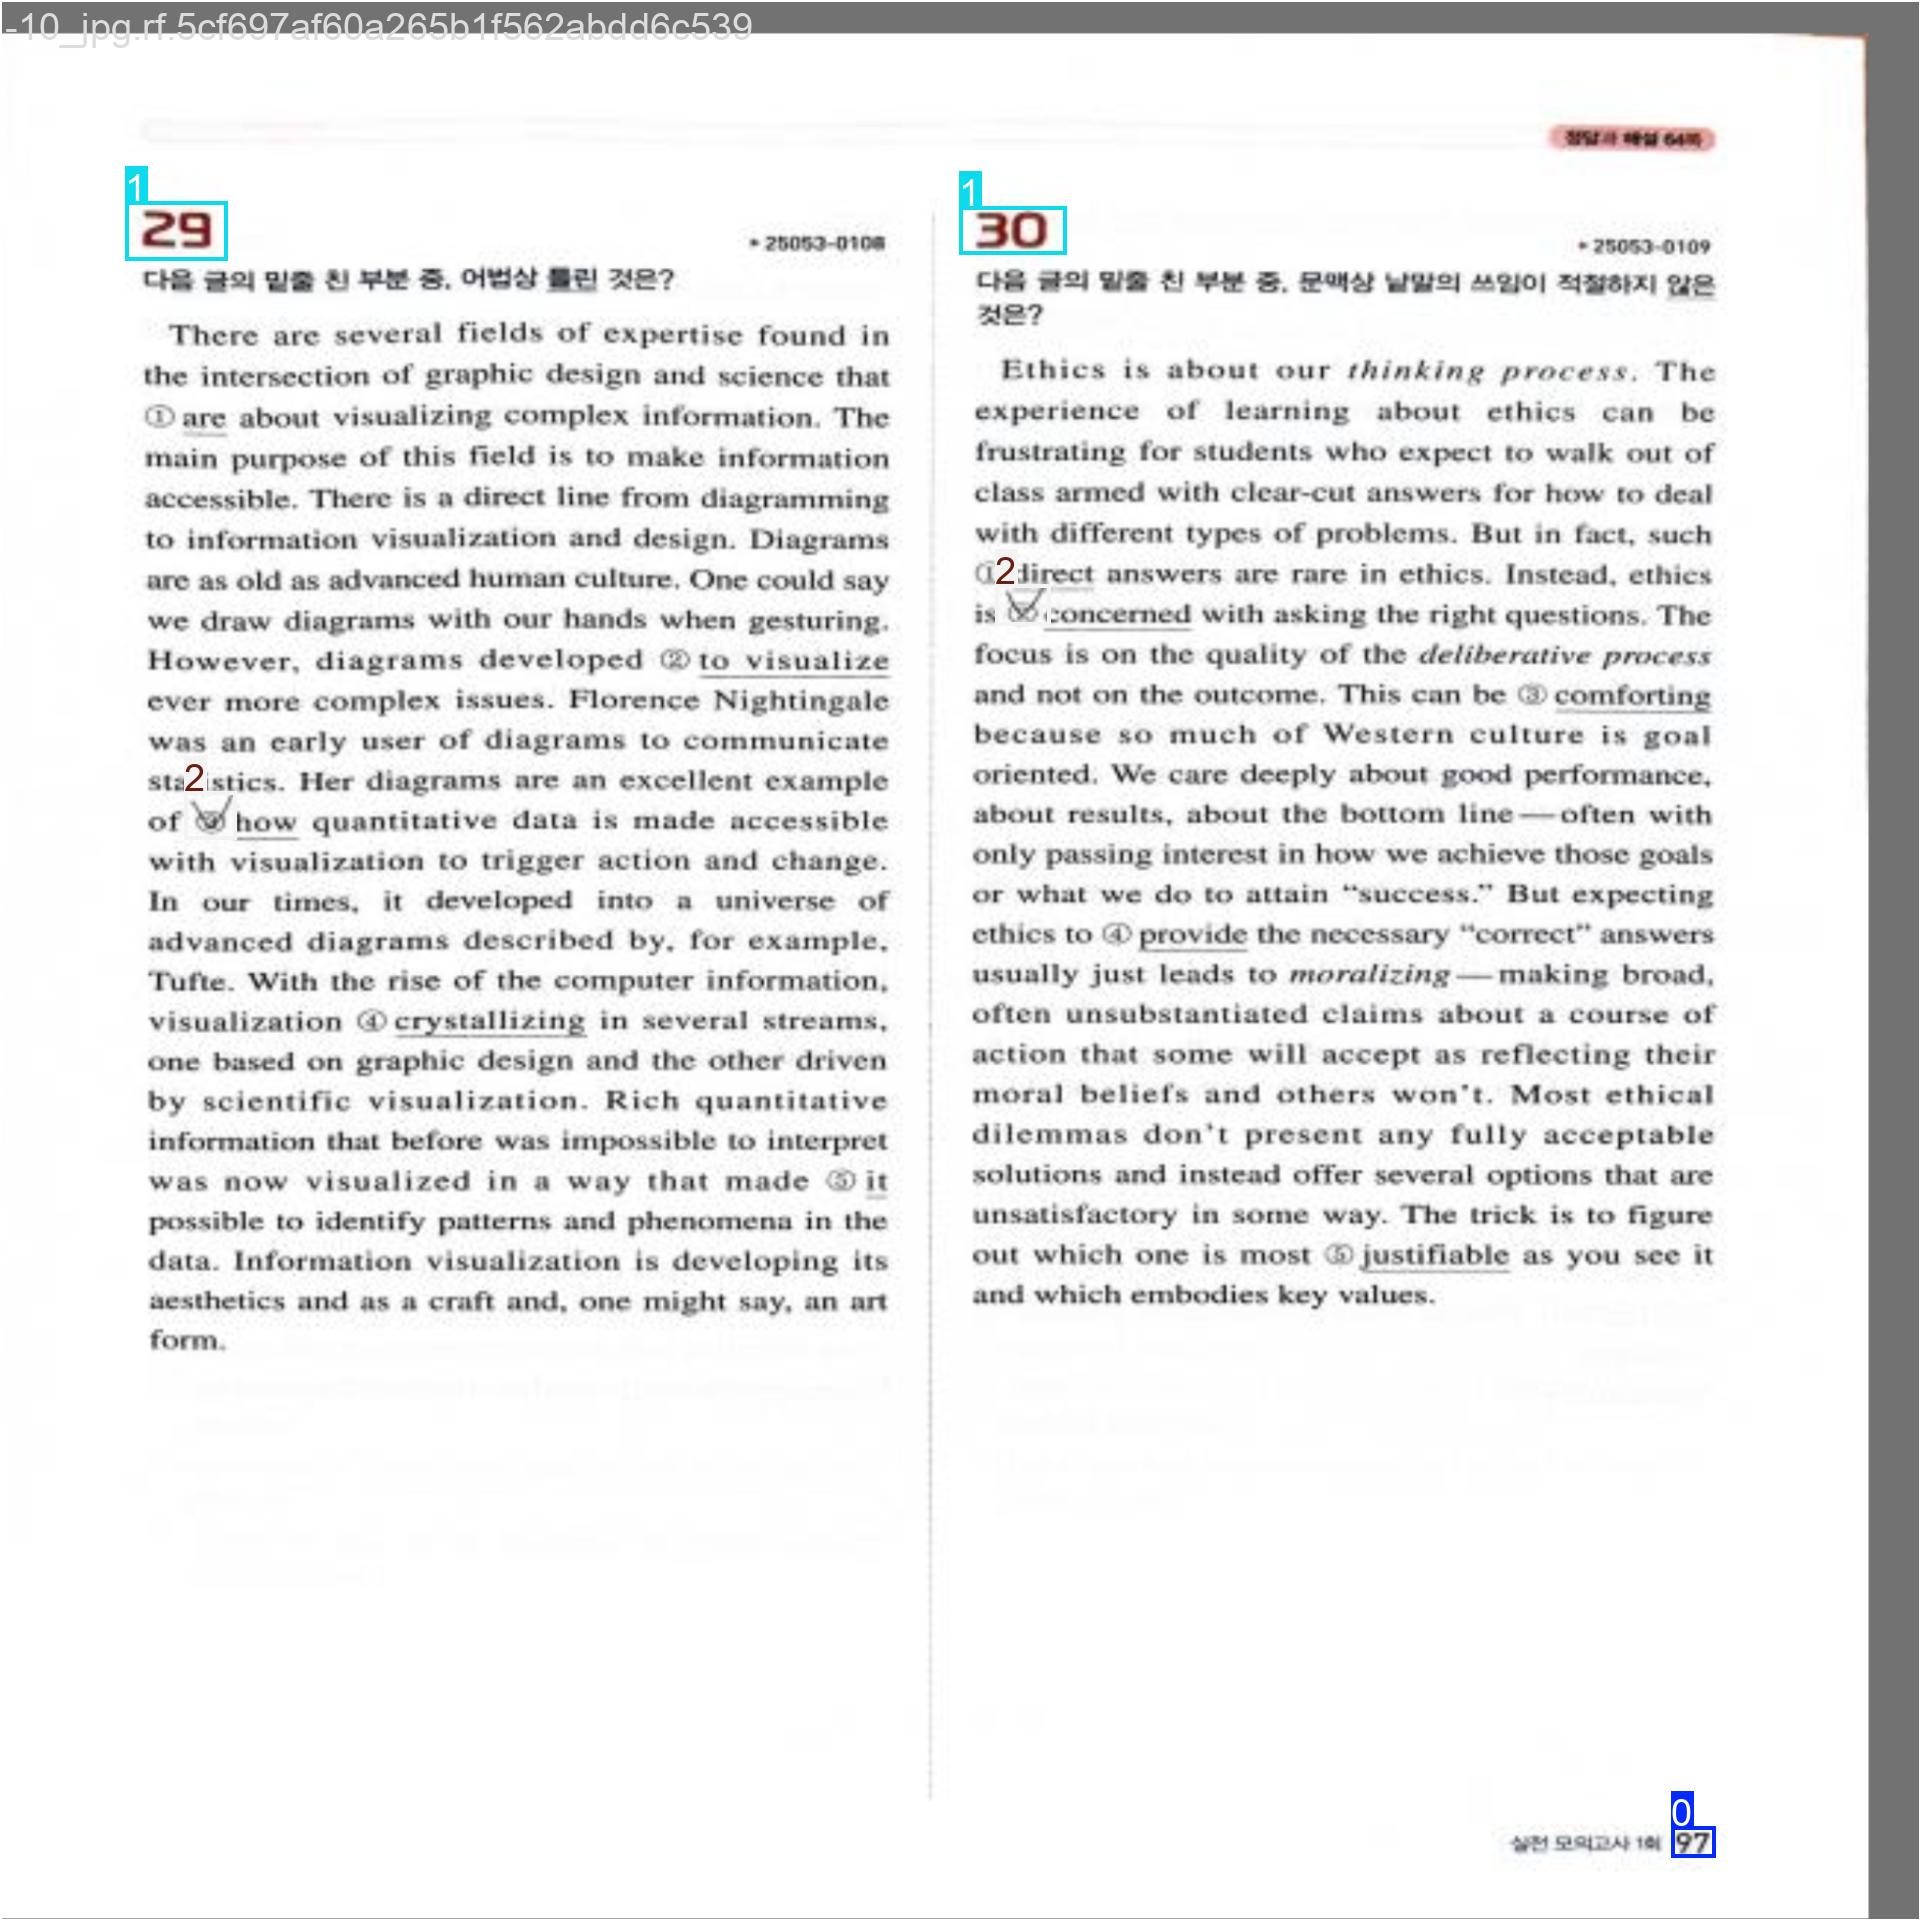 -10_jpg.rf.5cf697af60a265b1f562abdd6c539
정답과 해설 64쪽
1
29
• 25053-0108
다음 글의 밑줄 친 부분 중, 어법상 틀린 것은?
There are several fields of expertise found in
the intersection of graphic design and science that
① are about visualizing complex information. The
main purpose of this field is to make information
accessible. There is a direct line from diagramming
to information visualization and design. Diagrams
are as old as advanced human culture. One could say
we draw diagrams with our hands when gesturing.
However, diagrams developed ② to visualize
ever more complex issues. Florence Nightingale
was an early user of diagrams to communicate
sta2stics. Her diagrams are an excellent example
of how quantitative data is made accessible
with visualization to trigger action and change.
In our times, it developed into a universe of
advanced diagrams described by, for example,
Tufte. With the rise of the computer information,
visualization ④ crystallizing in several streams,
one based on graphic design and the other driven
by scientific visualization. Rich quantitative
information that before was impossible to interpret
was now visualized in a way that made ⑤ it
possible to identify patterns and phenomena in the
data. Information visualization is developing its
aesthetics and as a craft and, one might say, an art
form.
1
30
• 25053-0109
다음 글의 밑줄 친 부분 중, 문맥상 낱말의 쓰임이 적절하지 않은
것은?
Ethics is about our thinking process. The
experience of learning about ethics can be
frustrating for students who expect to walk out of
class armed with clear-cut answers for how to deal
with different types of problems. But in fact, such
① 2 direct answers are rare in ethics. Instead, ethics
is concerned with asking the right questions. The
focus is on the quality of the deliberative process
and not on the outcome. This can be ③ comforting
because so much of Western culture is goal
oriented. We care deeply about good performance,
about results, about the bottom line—often with
only passing interest in how we achieve those goals
or what we do to attain “success.” But expecting
ethics to ④ provide the necessary “correct” answers
usually just leads to moralizing—making broad,
often unsubstantiated claims about a course of
action that some will accept as reflecting their
moral beliefs and others won't. Most ethical
dilemmas don't present any fully acceptable
solutions and instead offer several options that are
unsatisfactory in some way. The trick is to figure
out which one is most ⑤ justifiable as you see it
and which embodies key values.
0
실전 모의고사 1회 97